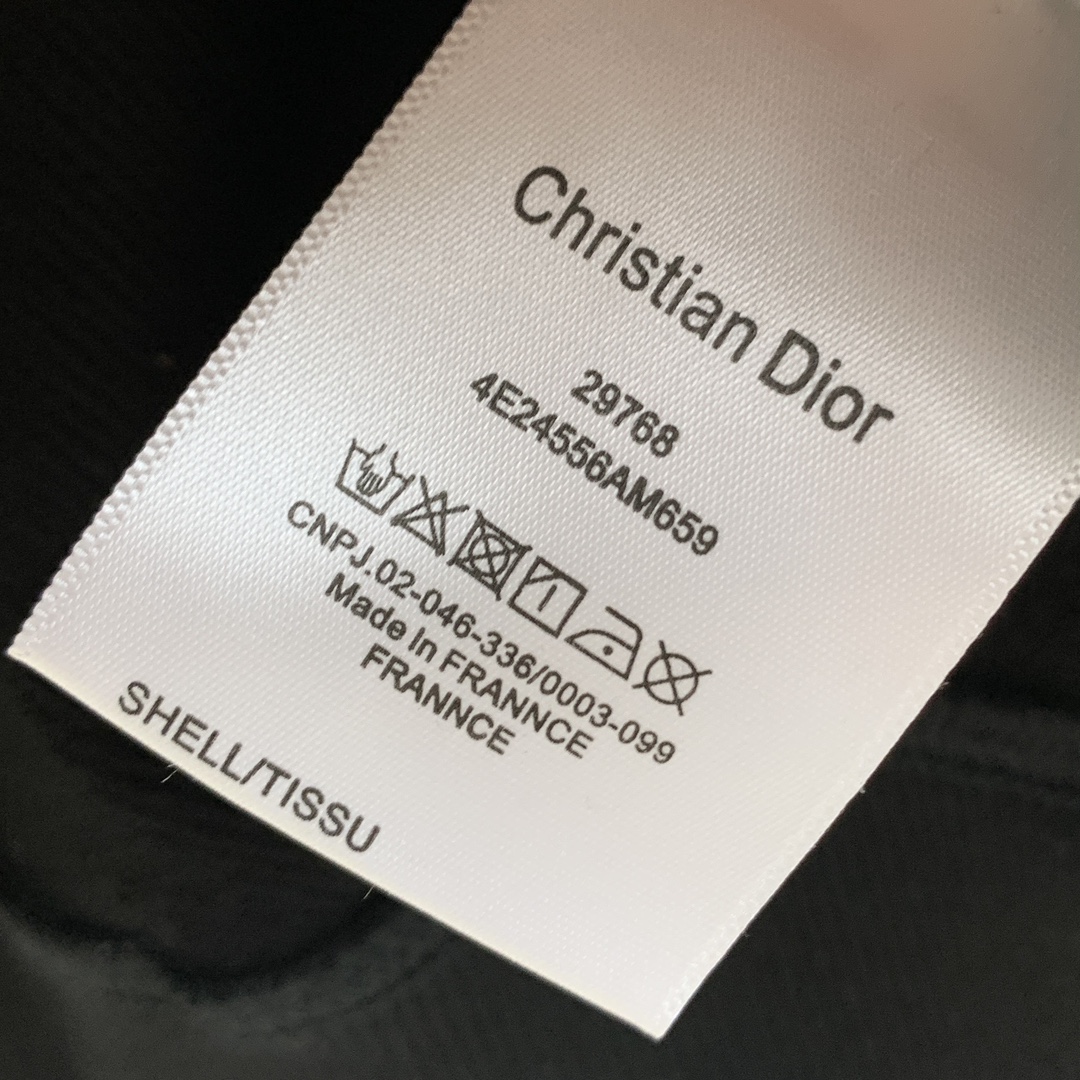 Christian Dior
29768
4E24556AM659
CNPJ.02-046-336/0003-099
Made In FRANNCE
FRANNCE
SHELL/TISSU